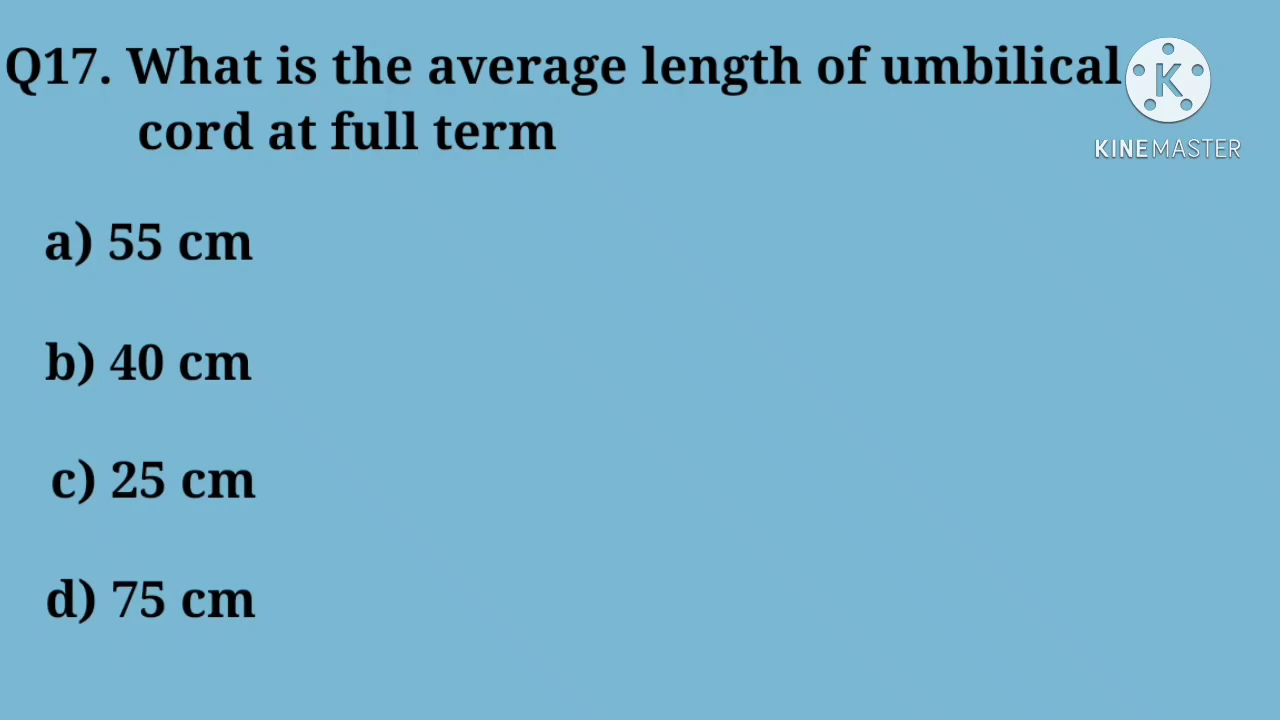 Q17. What is the average length of umbilical
cord at full term
K
KINEMASTER
a) 55 cm
b) 40 cm
c) 25 cm
d) 75 cm